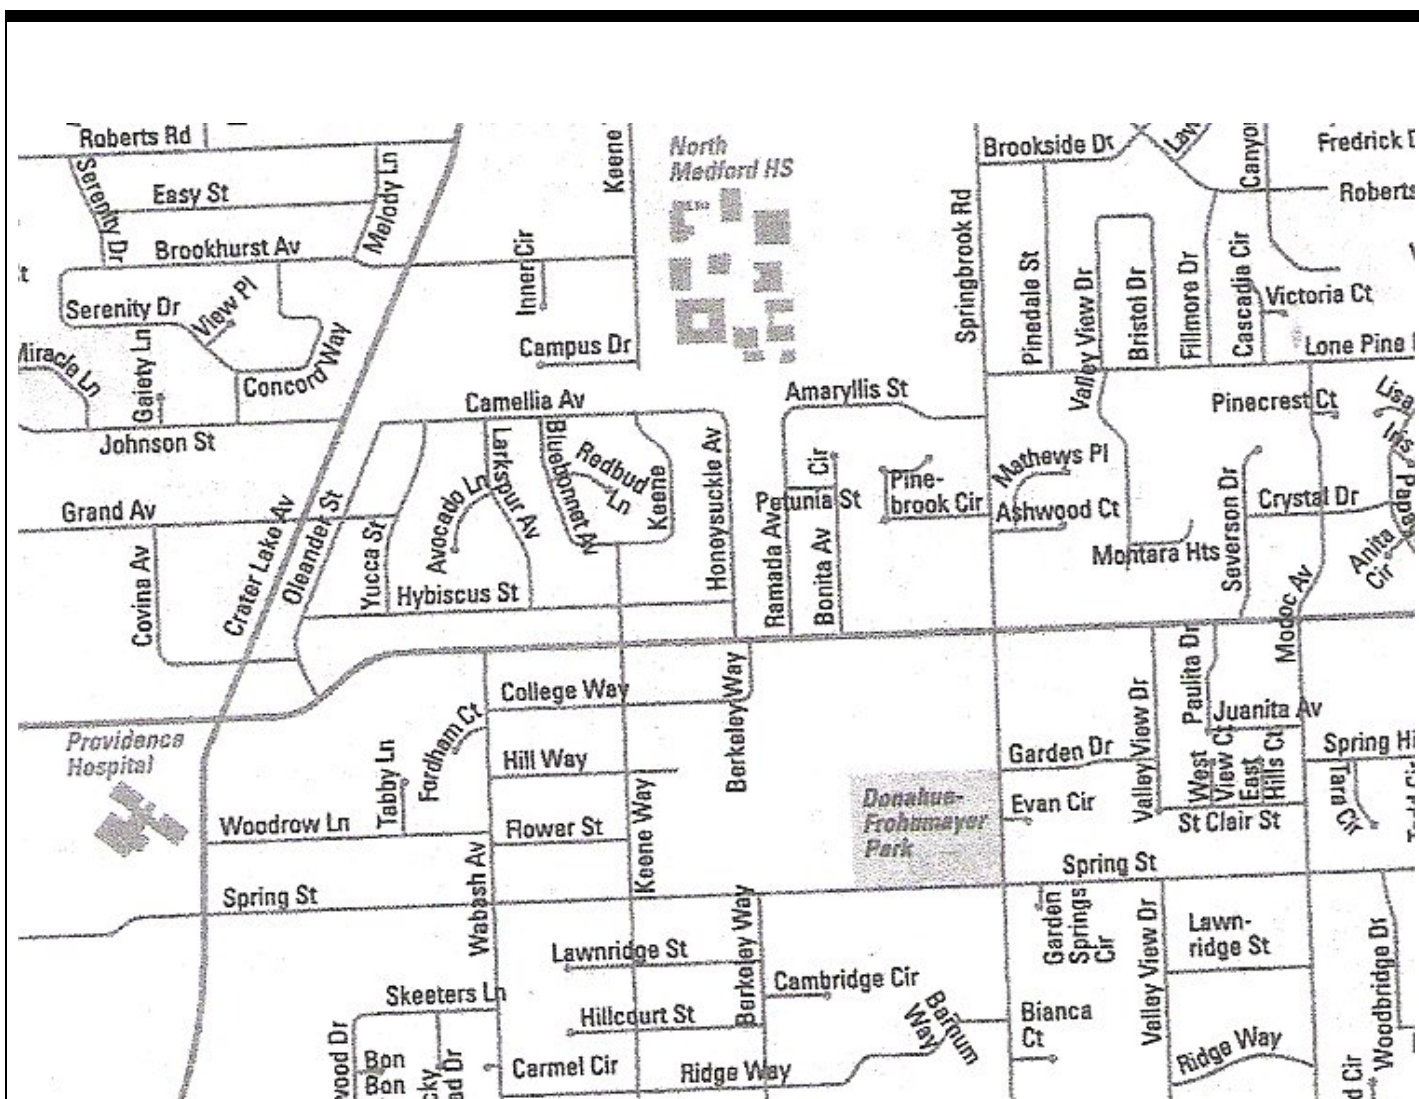 Roberts Rd
Serenity Dr
Easy St
Melody Ln
Brookhurst Av
Serenity Dr
View Pl
Gaiety Ln
Concord Way
Miracle Ln
Johnson St
Keene
North
Medford HS
Inner Cir
Campus Dr
Brookside Dr
Springbrook Rd
Pinedale St
Valley View Dr
Bristol Dr
Fillmore Dr
Cascadia Cir
Canyo
Fredrick
Roberts
Victoria Ct
Lone Pine
Camellia Av
Amaryllis St
Pinecrest Ct
Lisa
Grand Av
Covina Av
Crater Lake Av
Oleander St
Yucca St
Avocado Ln
Larkspur Av
Bluebonnet Av
Redbud
Ln
Keene
Honeysuckle Av
Hybiscus St
Cir
Petunia St
Ramada Av
Bonita Av
Pine-
brook Cir
Mathews Pl
Ashwood Ct
Montara Hts
Severson Dr
Crystal Dr
Anita
Cir
Modoc Av
Providence
Hospital
College Way
Fordham Ct
Tabby Ln
Hill Way
Berkeley Way
Woodrow Ln
Flower St
Keene Way
Wabash Av
Spring St
Donahue-
Frohnmayer
Park
Garden Dr
Evan Cir
Valley View Dr
Paulita Dr
Juanita Av
West
View Ct
East
Hills Ct
St Clair St
Spring Hi
Tara Cir
Spring St
Lawnridge St
Berkeley Way
Cambridge Cir
Hillcourt St
Skeeters Ln
Carmel Cir
Ridge Way
Barnum
Way
Garden
Springs
Cir
Bianca
Ct
Valley View Dr
Lawn-
ridge St
Ridge Way
Woodbridge Dr
wood Dr
Bon
Bon